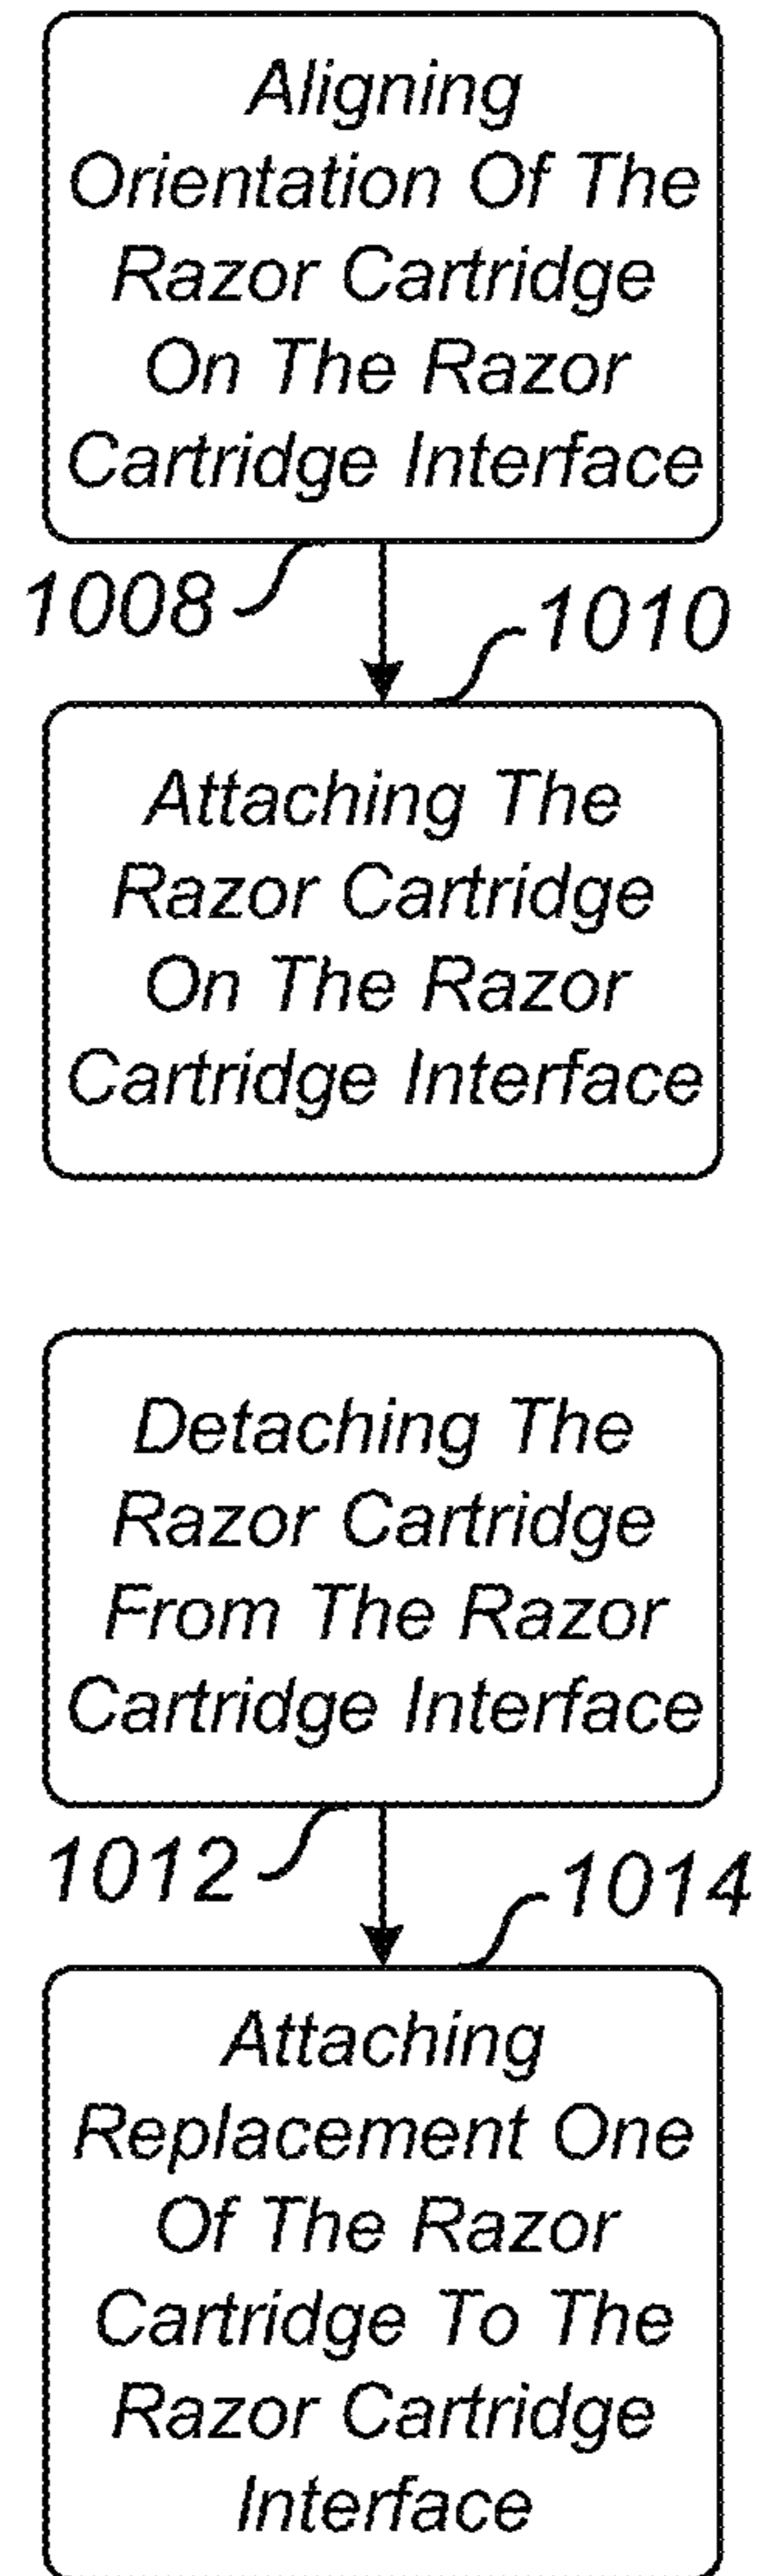 Aligning
Orientation Of The
Razor Cartridge
On The Razor
Cartridge Interface
1008
1010
Attaching The
Razor Cartridge
On The Razor
Cartridge Interface
Detaching The
Razor Cartridge
From The Razor
Cartridge Interface
1012
1014
Attaching
Replacement One
Of The Razor
Cartridge To The
Razor Cartridge
Interface